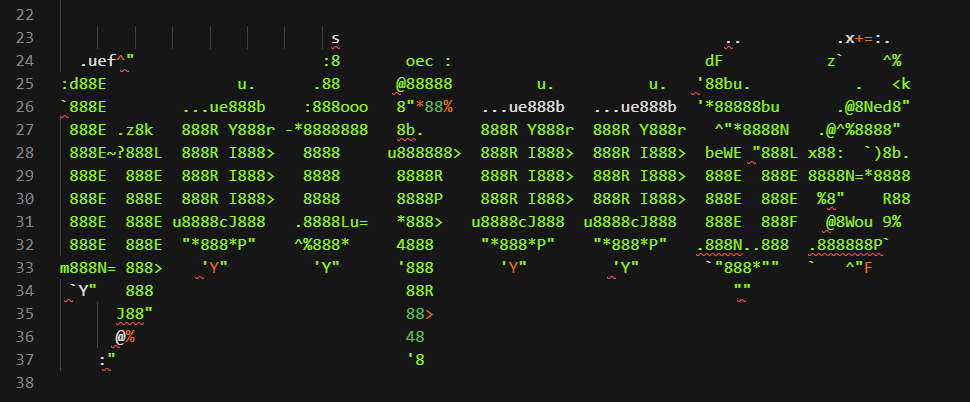 22
23                              s                                         ..          .x+=:.
24   .uef^"                    :8       oec :                           dF           z`    ^%
25 :d88E              u.      .88      @88888         u.          u.   '88bu.           .   <k
26 `888E        ...ue888b    :888ooo   8"*88%   ...ue888b   ...ue888b  '*88888bu      .@8Ned8"
27  888E .z8k  888R Y888r -*8888888   8b.       888R Y888r  888R Y888r   ^"*8888N   .@^%8888"
28  888E~?888L  888R I888>   8888     u888888>  888R I888>  888R I888>  beWE "888L x88:  `)8b.
29  888E  888E  888R I888>   8888      8888R    888R I888>  888R I888>  888E  888E 8888N=*8888
30  888E  888E  888R I888>   8888      8888P    888R I888>  888R I888>  888E  888E  %8"    R88
31  888E  888E u8888cJ888   .8888Lu=   *888>   u8888cJ888  u8888cJ888   888E  888F   @8Wou 9%
32  888E  888E  "*888*P"    ^%888*     4888     "*888*P"    "*888*P"   .888N..888  .888888P`
33 m888N= 888>    'Y"         'Y"      '888       'Y"         'Y"       `"888*""   `   ^"F
34  `Y"   888                           88R                                ""
35       J88"                           88>
36       @%                             48
37     :"                               '8
38